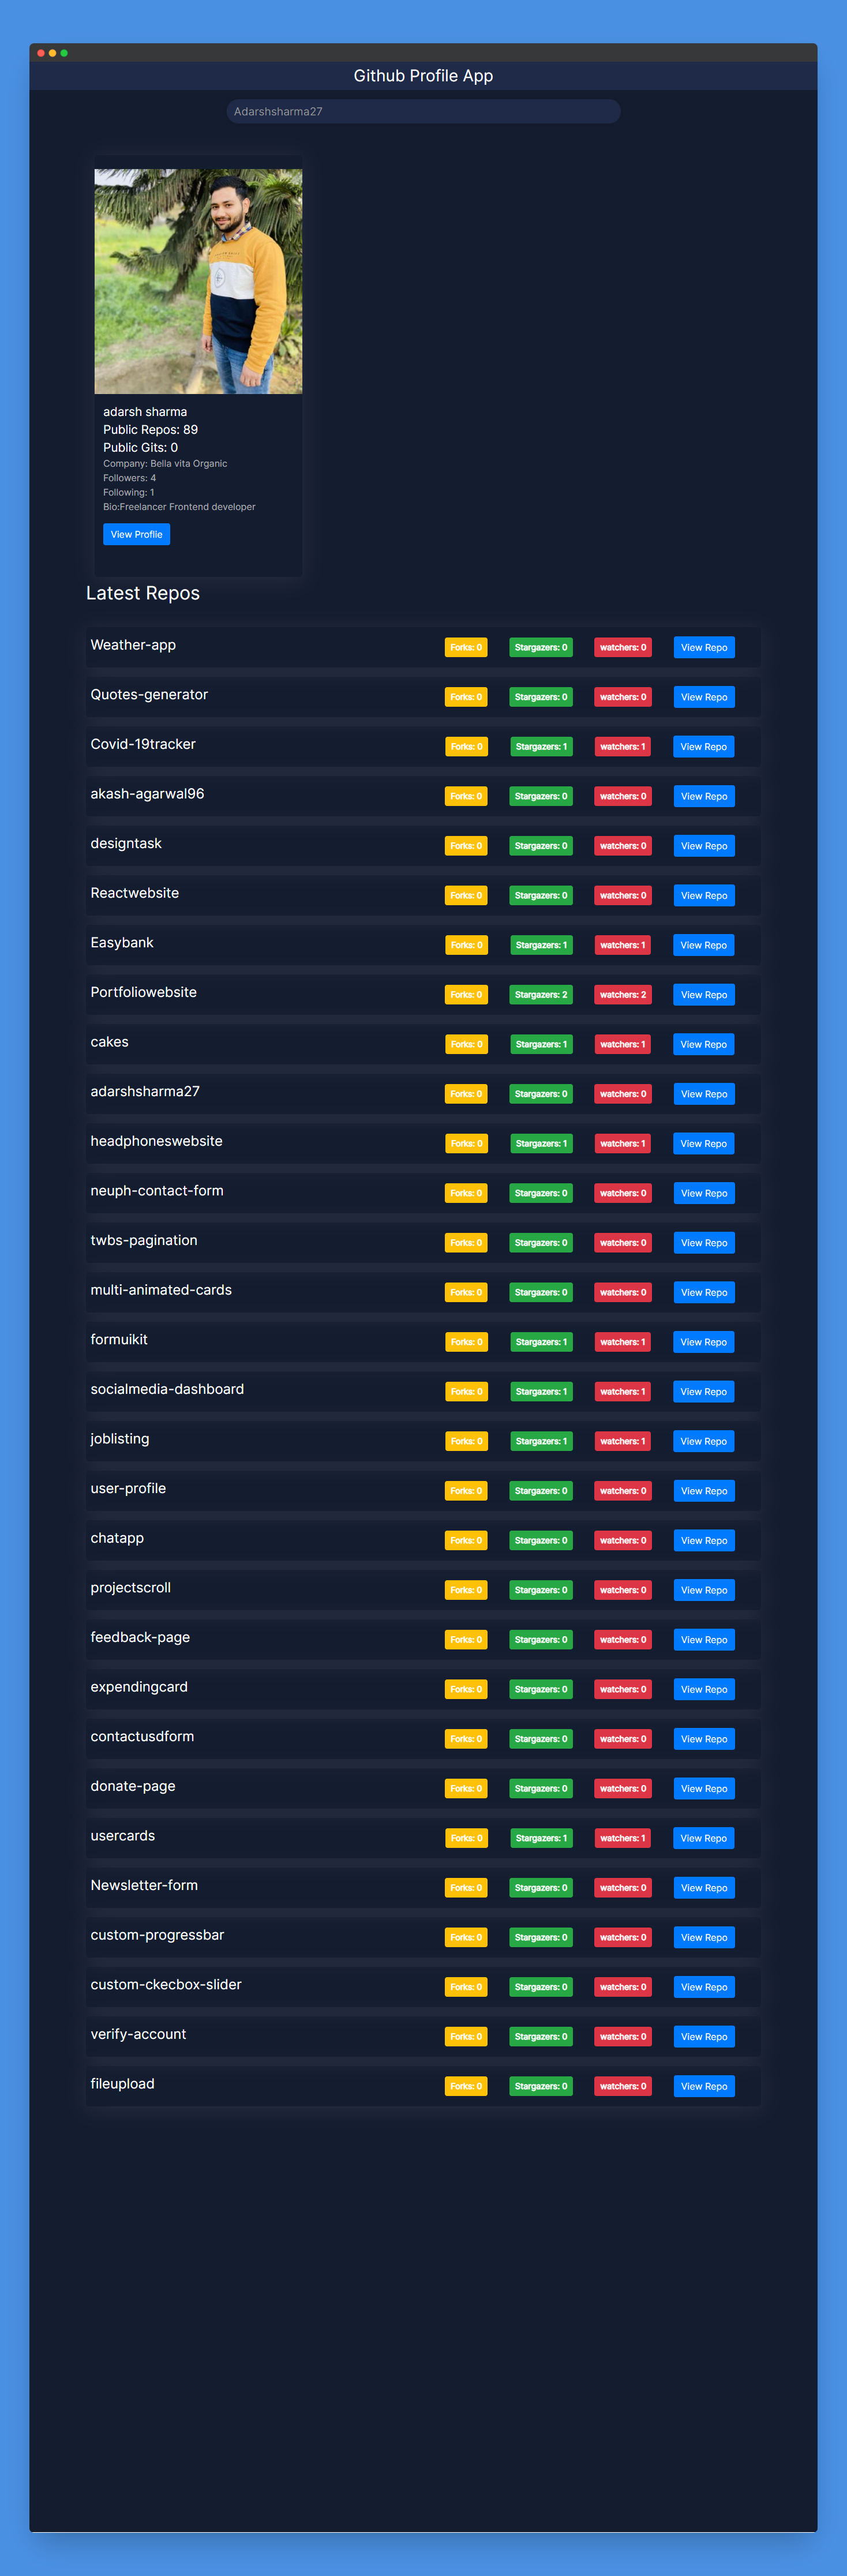 Github Profile App
Adarshsharma27
adarsh sharma
Public Repos: 89
Public Gits: 0
Company: Bella vita Organic
Followers: 4
Following: 1
Bio:Freelancer Frontend developer
View Proflie
Latest Repos
Weather-app Forks: 0 Stargazers: 0 watchers: 0 View Repo
Quotes-generator Forks: 0 Stargazers: 0 watchers: 0 View Repo
Covid-19tracker Forks: 0 Stargazers: 1 watchers: 1 View Repo
akash-agarwal96 Forks: 0 Stargazers: 0 watchers: 0 View Repo
designtask Forks: 0 Stargazers: 0 watchers: 0 View Repo
Reactwebsite Forks: 0 Stargazers: 0 watchers: 0 View Repo
Easybank Forks: 0 Stargazers: 1 watchers: 1 View Repo
Portfoliowebsite Forks: 0 Stargazers: 2 watchers: 2 View Repo
cakes Forks: 0 Stargazers: 1 watchers: 1 View Repo
adarshsharma27 Forks: 0 Stargazers: 0 watchers: 0 View Repo
headphoneswebsite Forks: 0 Stargazers: 1 watchers: 1 View Repo
neuph-contact-form Forks: 0 Stargazers: 0 watchers: 0 View Repo
twbs-pagination Forks: 0 Stargazers: 0 watchers: 0 View Repo
multi-animated-cards Forks: 0 Stargazers: 0 watchers: 0 View Repo
formuikit Forks: 0 Stargazers: 1 watchers: 1 View Repo
socialmedia-dashboard Forks: 0 Stargazers: 1 watchers: 1 View Repo
joblisting Forks: 0 Stargazers: 1 watchers: 1 View Repo
user-profile Forks: 0 Stargazers: 0 watchers: 0 View Repo
chatapp Forks: 0 Stargazers: 0 watchers: 0 View Repo
projectscroll Forks: 0 Stargazers: 0 watchers: 0 View Repo
feedback-page Forks: 0 Stargazers: 0 watchers: 0 View Repo
expendingcard Forks: 0 Stargazers: 0 watchers: 0 View Repo
contactusdform Forks: 0 Stargazers: 0 watchers: 0 View Repo
donate-page Forks: 0 Stargazers: 0 watchers: 0 View Repo
usercards Forks: 0 Stargazers: 1 watchers: 1 View Repo
Newsletter-form Forks: 0 Stargazers: 0 watchers: 0 View Repo
custom-progressbar Forks: 0 Stargazers: 0 watchers: 0 View Repo
custom-ckecbox-slider Forks: 0 Stargazers: 0 watchers: 0 View Repo
verify-account Forks: 0 Stargazers: 0 watchers: 0 View Repo
fileupload Forks: 0 Stargazers: 0 watchers: 0 View Repo